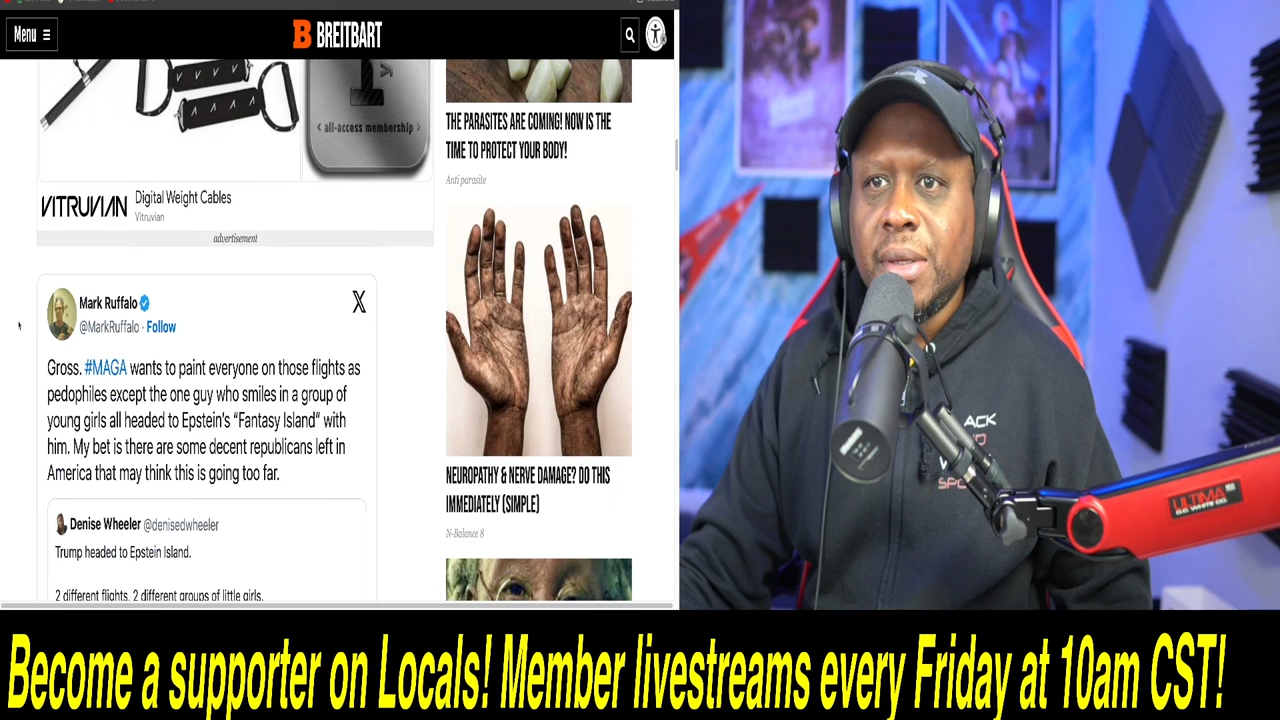 Menu
BREITBART
< all-access membership >
VITRUVIAN
Digital Weight Cables
Vitruvian
advertisement
Mark Ruffalo
@MarkRuffalo · Follow
Gross. #MAGA wants to paint everyone on those flights as
pedophiles except the one guy who smiles in a group of
young girls all headed to Epstein's “Fantasy Island” with
him. My bet is there are some decent republicans left in
America that may think this is going too far.
Denise Wheeler @denisedwheeler
Trump headed to Epstein Island.
2 different flights. 2 different groups of little girls.
THE PARASITES ARE COMING! NOW IS THE
TIME TO PROTECT YOUR BODY!
Anti parasite
NEUROPATHY & NERVE DAMAGE? DO THIS
IMMEDIATELY (SIMPLE)
N-Balance 8
ULTIMA
O.C. WHITE CO.
Become a supporter on Locals! Member livestreams every Friday at 10am CST!